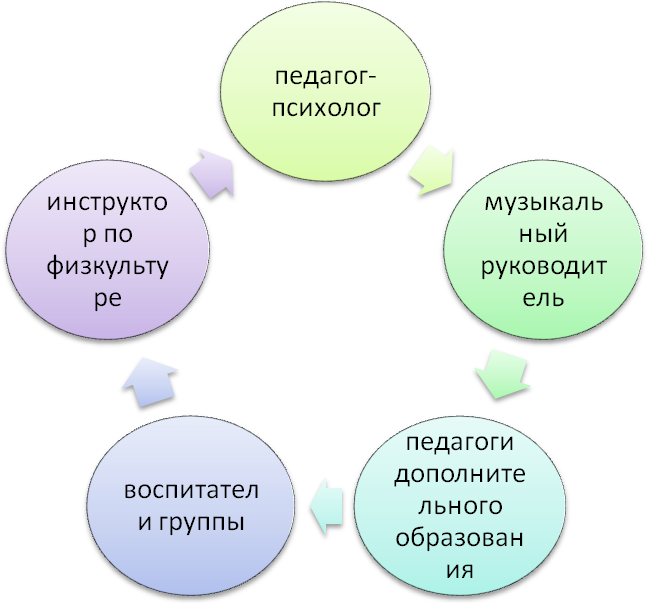 педагог-
психолог
музыкаль
ный
руководит
ель
педагоги
дополните
льного
образован
ия
воспитател
и группы
инструкто
р по
физкульту
ре